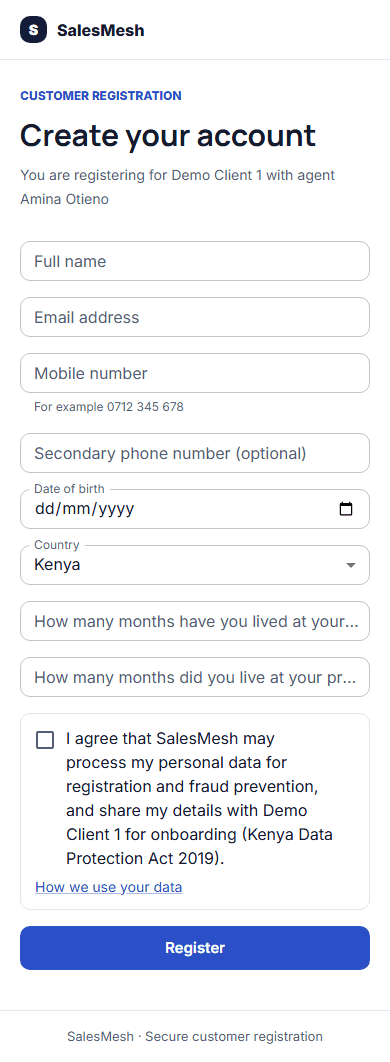 S SalesMesh
CUSTOMER REGISTRATION
Create your account
You are registering for Demo Client 1 with agent
Amina Otieno
Full name
Email address
Mobile number
For example 0712 345 678
Secondary phone number (optional)
Date of birth
dd/mm/yyyy
Country
Kenya
How many months have you lived at your...
How many months did you live at your pr...
I agree that SalesMesh may
process my personal data for
registration and fraud prevention,
and share my details with Demo
Client 1 for onboarding (Kenya Data
Protection Act 2019).
How we use your data
Register
SalesMesh · Secure customer registration